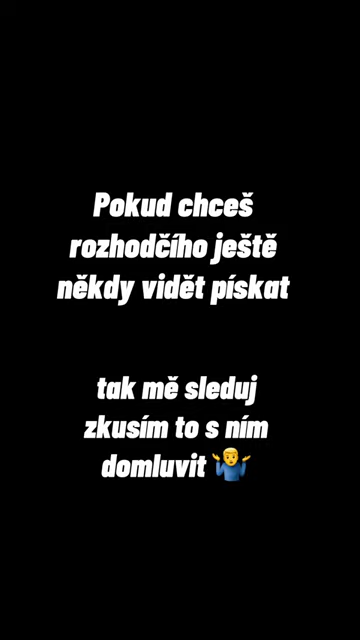 Pokud chceš
rozhodčího ještě
někdy vidět pískat
tak mě sleduj
zkusím to s ním
domluvit 🤷‍♂️